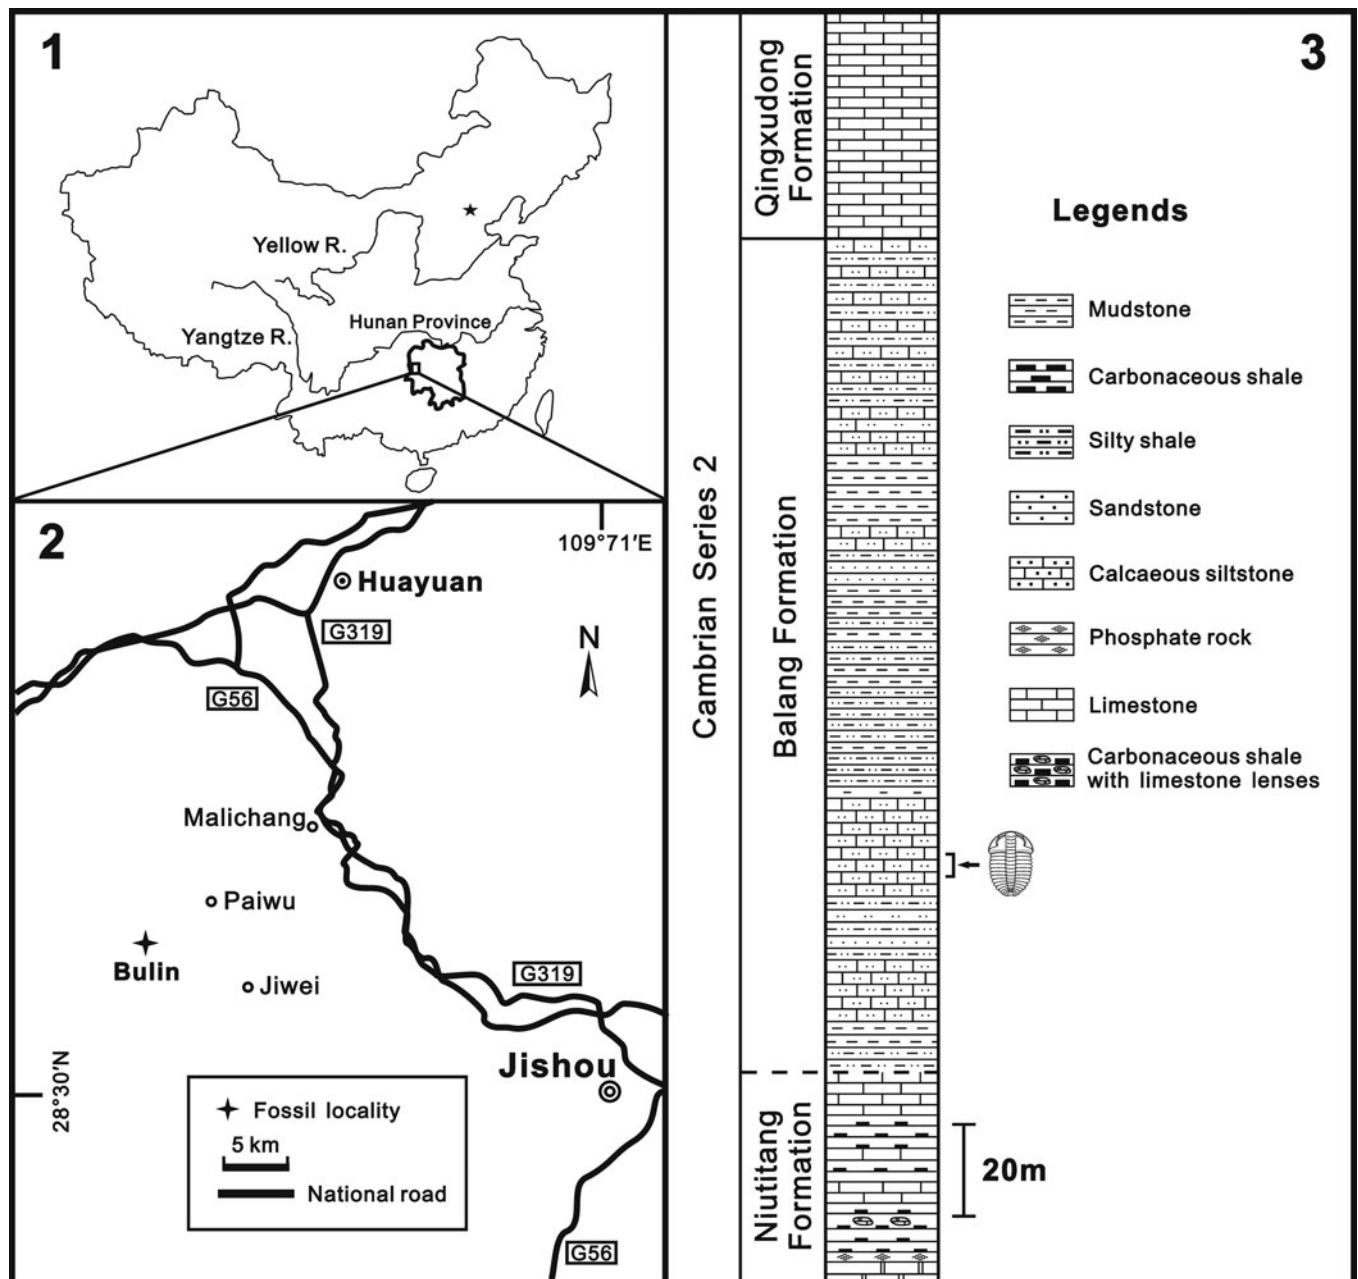 1
Yellow R.
Yangtze R.
Hunan Province
2
109°71′E
Huayuan
G319
N
G56
Malichang
Paiwu
Bulin
Jiwei
G319
Jishou
28°30′N
Fossil locality
5 km
National road
G56
3
Cambrian Series 2
Qingxudong
Formation
Balang Formation
Niutitang
Formation
20m
Legends
Mudstone
Carbonaceous shale
Silty shale
Sandstone
Calcaeous siltstone
Phosphate rock
Limestone
Carbonaceous shale
with limestone lenses